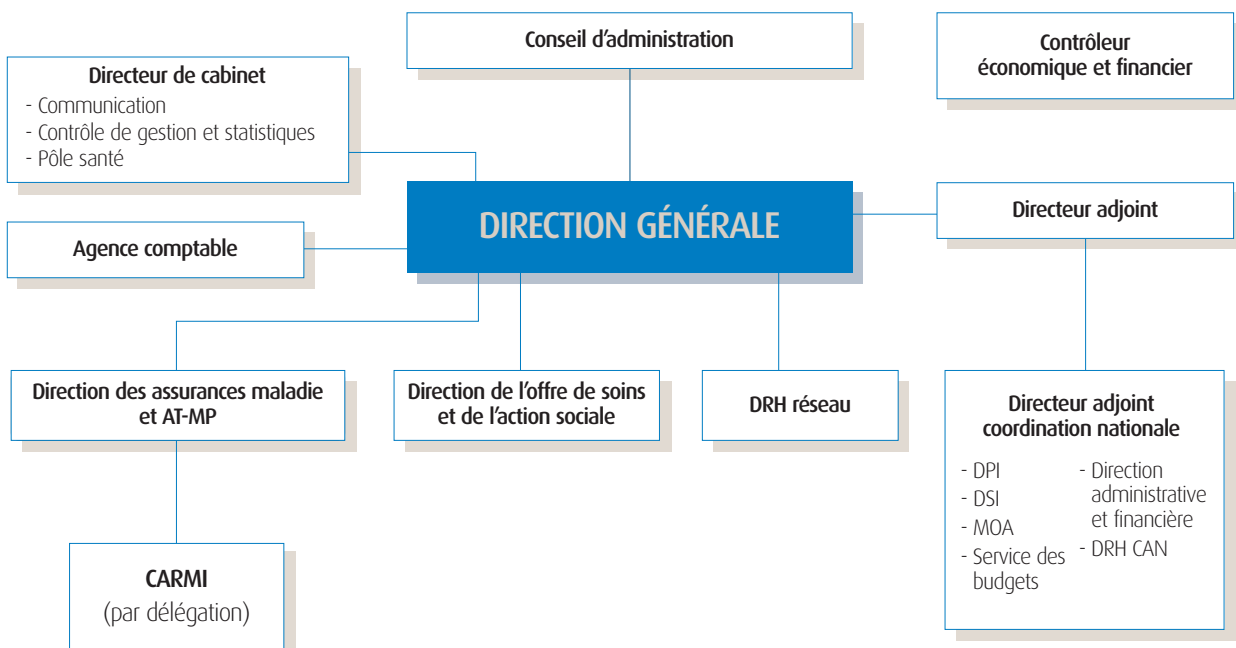 Conseil d'administration
Contrôleur
économique et financier
Directeur de cabinet
- Communication
- Contrôle de gestion et statistiques
- Pôle santé
DIRECTION GÉNÉRALE
Directeur adjoint
Agence comptable
Direction des assurances maladie
et AT-MP
Direction de l'offre de soins
et de l'action sociale
DRH réseau
Directeur adjoint
coordination nationale
- DPI
- DSI
- MOA
- Service des
budgets
- Direction
administrative
et financière
- DRH CAN
CARMI
(par délégation)